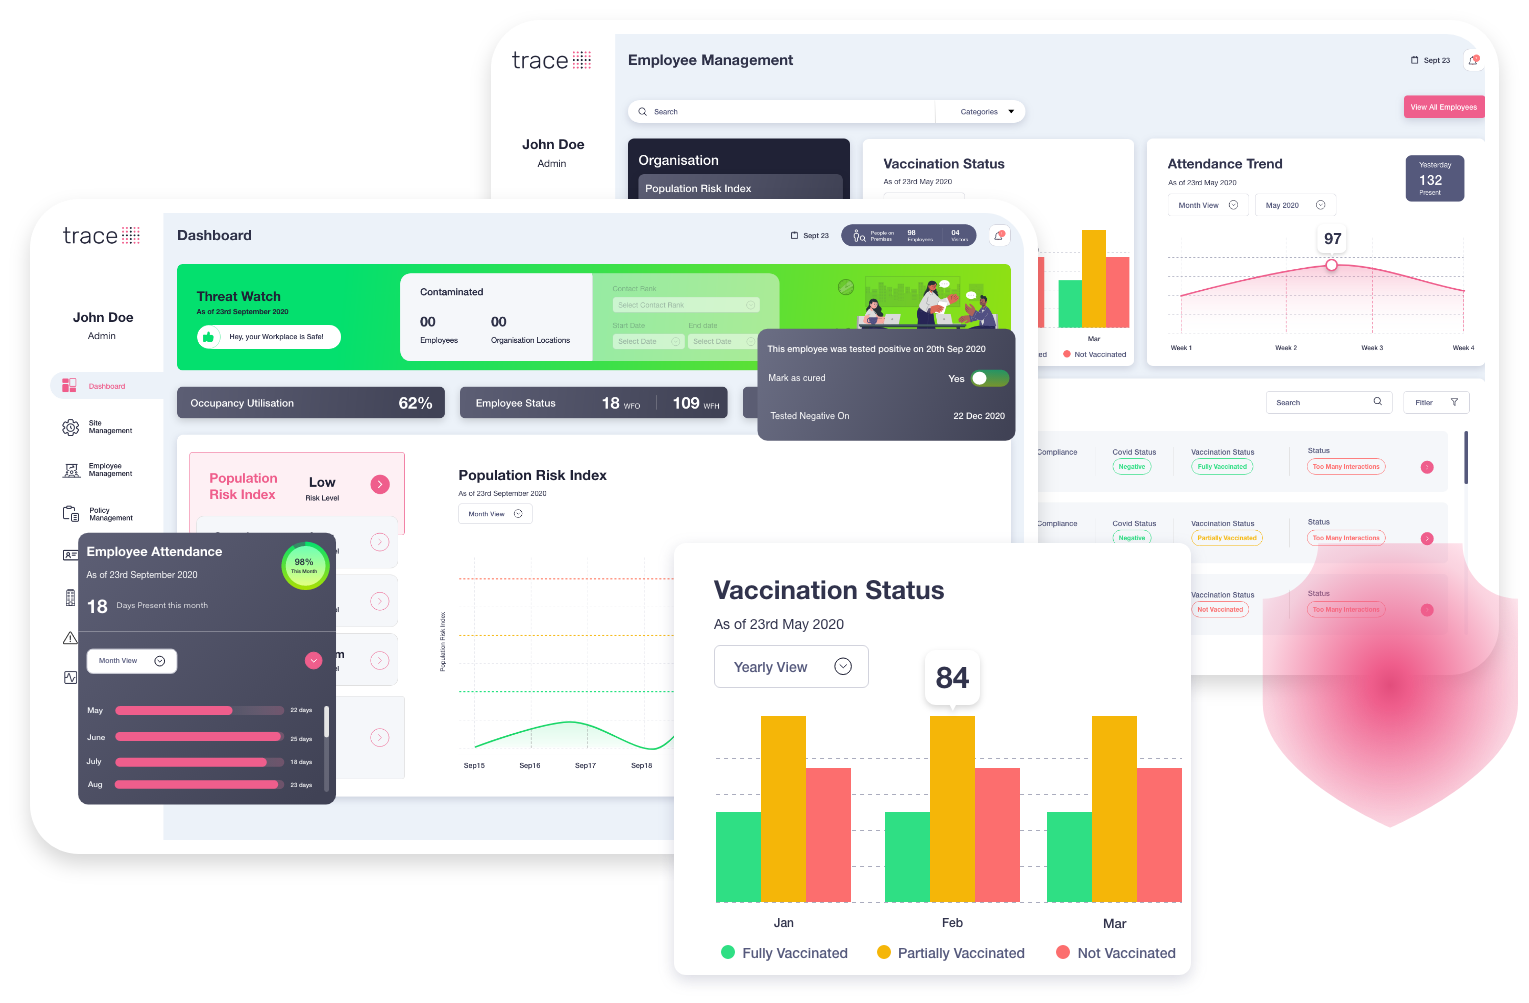 trace
Employee Management
Sept 23
Search
Categories
View All Employees
John Doe
Admin
Organisation
Population Risk Index
Vaccination Status
As of 23rd May 2020
Mar
Not Vaccinated
Attendance Trend
As of 23rd May 2020
Month View
May 2020
Yesterday
132
Present
97
Week 1
Week 2
Week 3
Week 4
Search
Fitler
Compliance
Covid Status
Negative
Vaccination Status
Fully Vaccinated
Status
Too Many Interactions
Compliance
Covid Status
Negative
Vaccination Status
Partially Vaccinated
Status
Too Many Interactions
Vaccination Status
Not Vaccinated
Status
Too Many Interactions
trace
Dashboard
Sept 23
People on
Premises
98
Employees
04
Visitors
John Doe
Admin
Dashboard
Site
Management
Employee
Management
Policy
Management
Threat Watch
As of 23rd September 2020
Hey, your Workplace is Safe!
Contaminated
00
Employees
00
Organisation Locations
Contact Rank
Select Contact Rank
Start Date
End date
Select Date
Select Date
This employee was tested positive on 20th Sep 2020
Mark as cured
Yes
Tested Negative On
22 Dec 2020
Occupancy Utilisation
62%
Employee Status
18 WFO
109 WFH
Population
Risk Index
Low
Risk Level
Population Risk Index
As of 23rd September 2020
Month View
Population Risk Index
Sep15
Sep16
Sep17
Sep18
Employee Attendance
As of 23rd September 2020
98%
This Month
18 Days Present this month
Month View
May
22 days
June
25 days
July
18 days
Aug
23 days
Vaccination Status
As of 23rd May 2020
Yearly View
84
Jan
Feb
Mar
Fully Vaccinated
Partially Vaccinated
Not Vaccinated